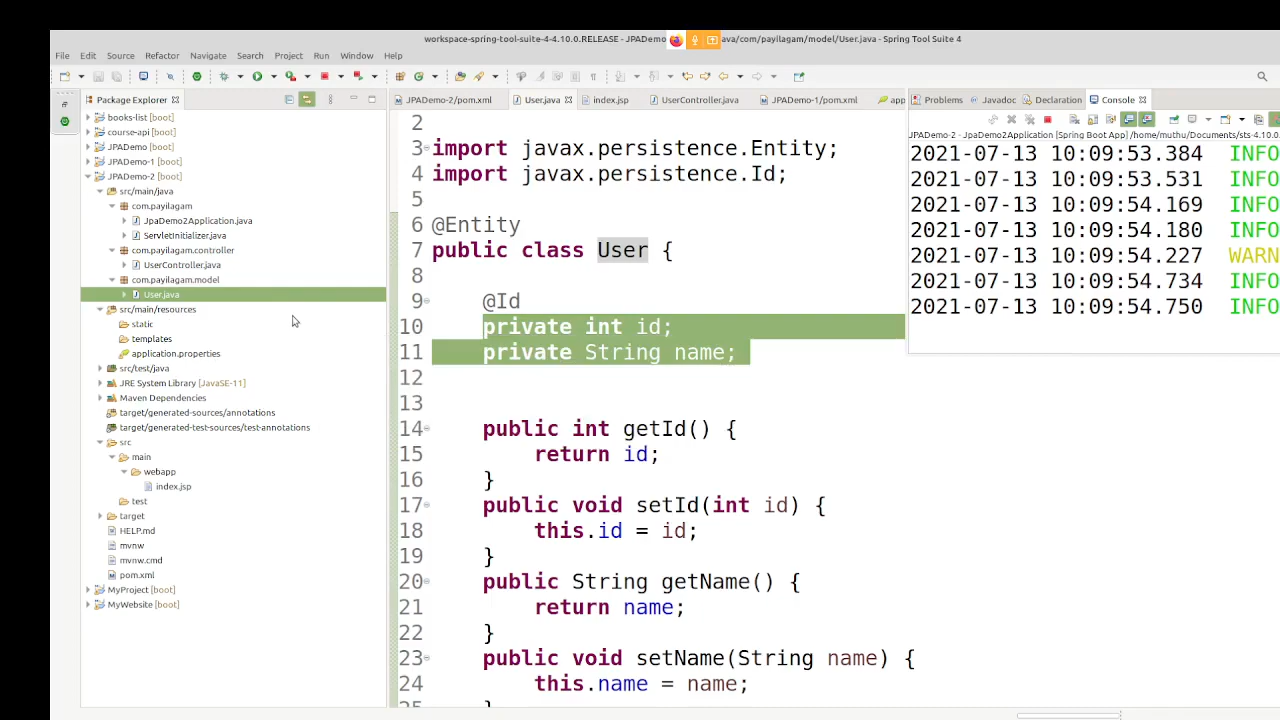 workspace-spring-tool-suite-4-4.10.0.RELEASE - JPADemo ava/com/payilagam/model/User.java - Spring Tool Suite 4
File Edit Source Refactor Navigate Search Project Run Window Help
Package Explorer
JPADemo-2/pom.xml User.java index.jsp UserController.java JPADemo-1/pom.xml app
Problems Javadoc Declaration Console
books-list [boot]
course-api [boot]
JPADemo [boot]
JPADemo-1 [boot]
JPADemo-2 [boot]
src/main/java
com.payilagam
JpaDemo2Application.java
ServletInitializer.java
com.payilagam.controller
UserController.java
com.payilagam.model
User.java
src/main/resources
static
templates
application.properties
src/test/java
JRE System Library [JavaSE-11]
Maven Dependencies
target/generated-sources/annotations
target/generated-test-sources/test-annotations
src
main
webapp
index.jsp
test
target
HELP.md
mvnw
mvnw.cmd
pom.xml
MyProject [boot]
MyWebsite [boot]
2
3 import javax.persistence.Entity;
4 import javax.persistence.Id;
5
6 @Entity
7 public class User {
8
9 @Id
10 private int id;
11 private String name;
12
13
14 public int getId() {
15 return id;
16 }
17 public void setId(int id) {
18 this.id = id;
19 }
20 public String getName() {
21 return name;
22 }
23 public void setName(String name) {
24 this.name = name;
25 }
JPADemo-2 - JpaDemo2Application [Spring Boot App] /home/muthu/Documents/sts-4.10.0.
2021-07-13 10:09:53.384 INFO
2021-07-13 10:09:53.531 INFO
2021-07-13 10:09:54.169 INFO
2021-07-13 10:09:54.180 INFO
2021-07-13 10:09:54.227 WARN
2021-07-13 10:09:54.734 INFO
2021-07-13 10:09:54.750 INFO